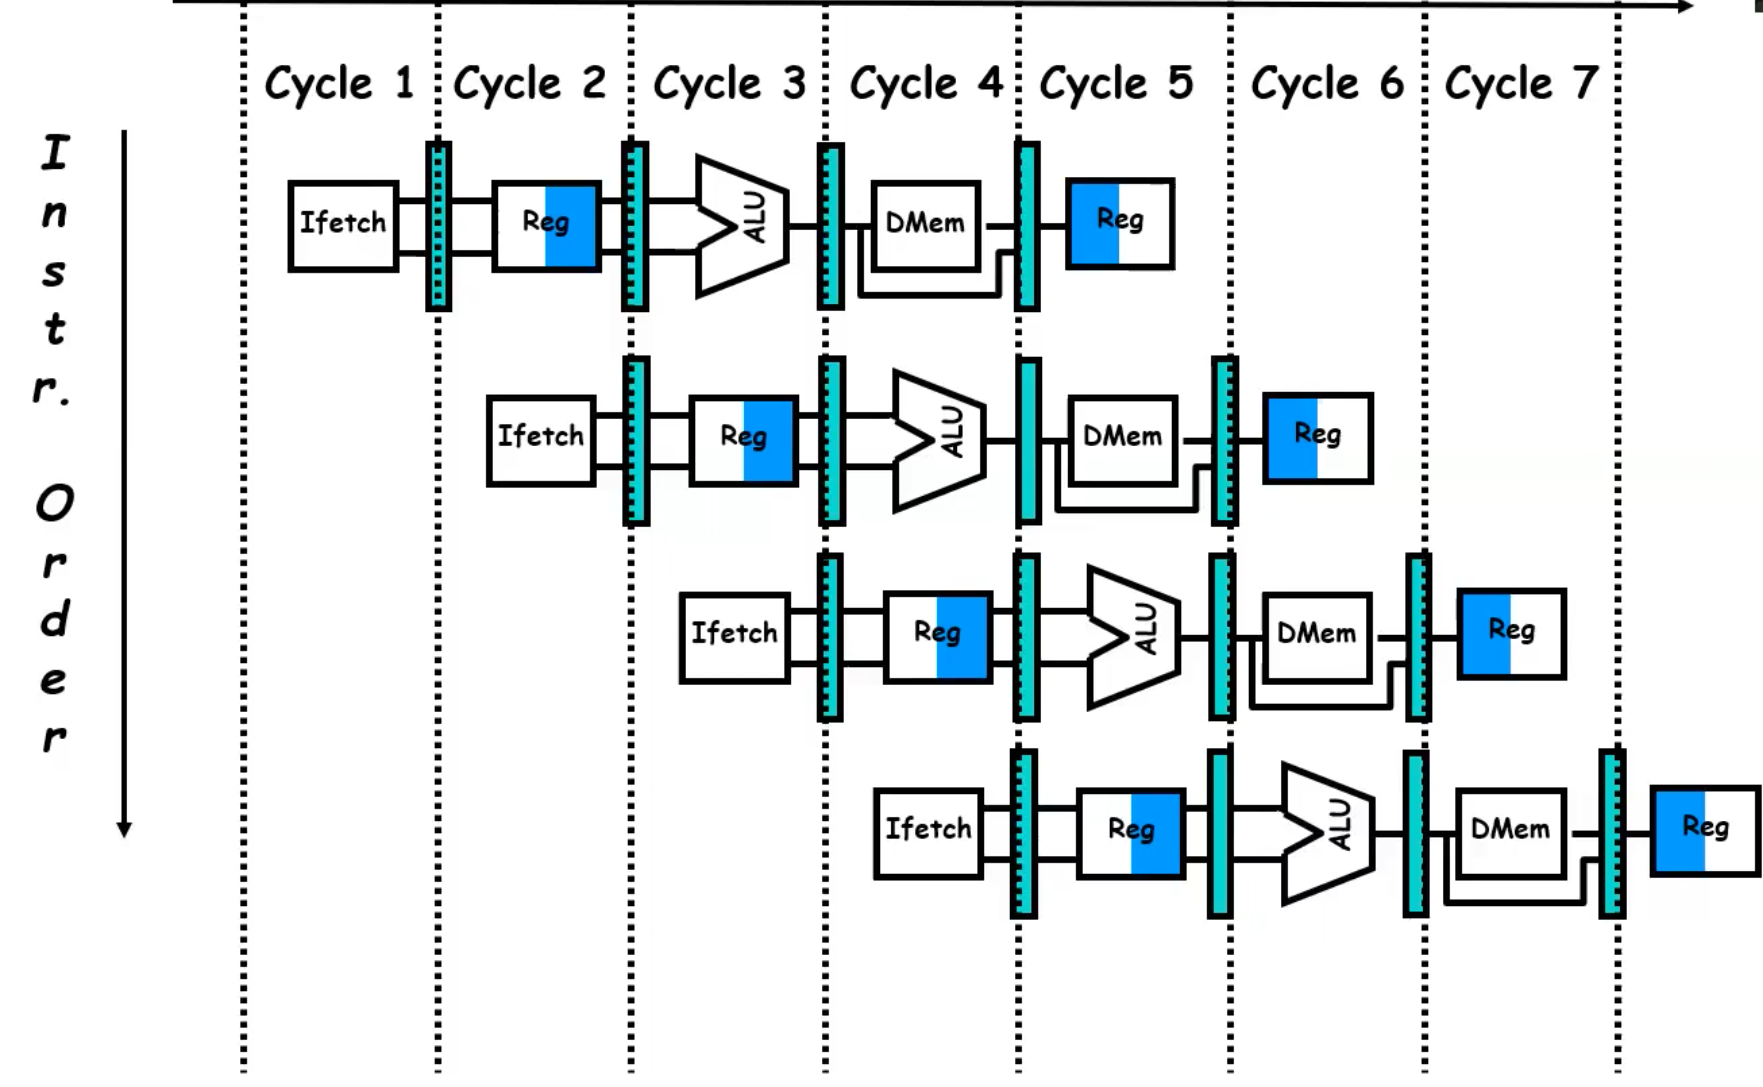 Cycle 1 Cycle 2 Cycle 3 Cycle 4 Cycle 5 Cycle 6 Cycle 7
Instr. Order
Ifetch Reg ALU DMem Reg
Ifetch Reg ALU DMem Reg
Ifetch Reg ALU DMem Reg
Ifetch Reg ALU DMem Reg